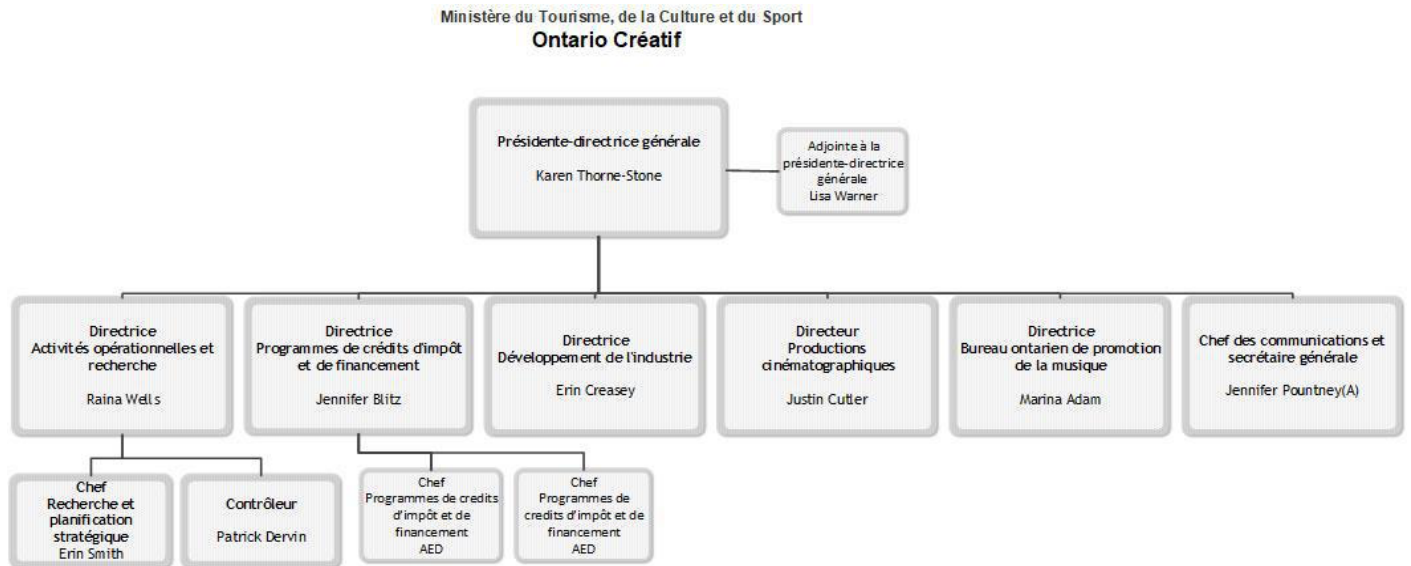 Ministère du Tourisme, de la Culture et du Sport
Ontario Créatif
Présidente-directrice générale
Karen Thorne-Stone
Adjointe à la
présidente-directrice
générale
Lisa Warner
Directrice
Activités opérationnelles et
recherche
Raina Wells
Directrice
Programmes de crédits d'impôt
et de financement
Jennifer Blitz
Directrice
Développement de l'industrie
Erin Creasey
Directeur
Productions
cinématographiques
Justin Cutler
Directrice
Bureau ontarien de promotion
de la musique
Marina Adam
Chef des communications et
secrétaire générale
Jennifer Pountney(A)
Chef
Recherche et
planification
stratégique
Erin Smith
Contrôleur
Patrick Dervin
Chef
Programmes de credits
d'impôt et de
financement
AED
Chef
Programmes de
credits d'impôt et de
financement
AED